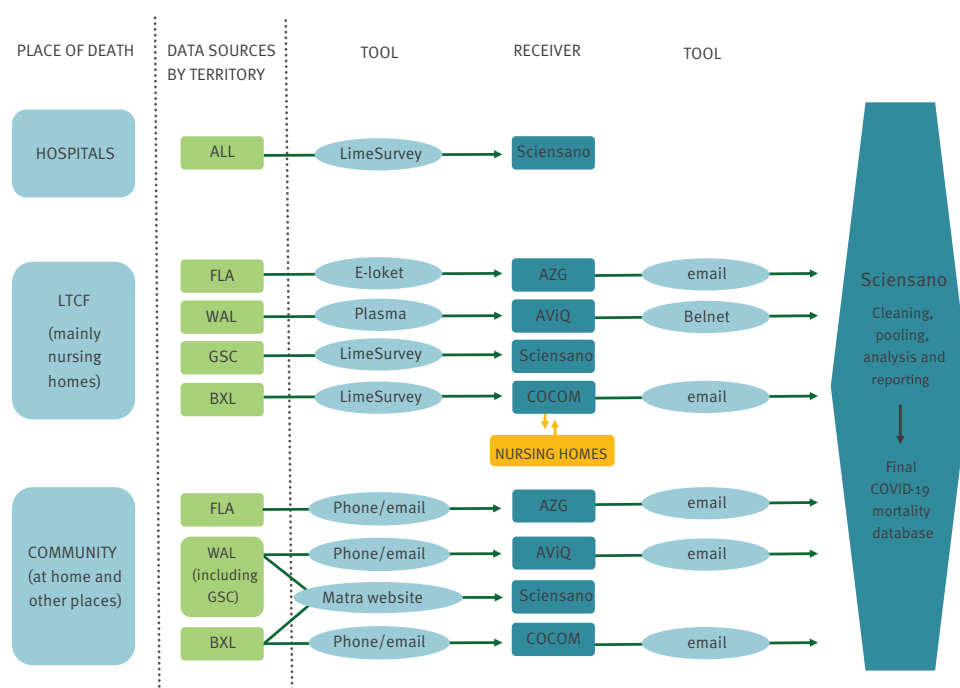 PLACE OF DEATH
DATA SOURCES
BY TERRITORY
TOOL
RECEIVER
TOOL
HOSPITALS
ALL
LimeSurvey
Sciensano
LTCF
(mainly
nursing
homes)
FLA
E-loket
AZG
email
WAL
Plasma
AViQ
Belnet
GSC
LimeSurvey
Sciensano
BXL
LimeSurvey
COCOM
email
NURSING HOMES
COMMUNITY
(at home and
other places)
FLA
Phone/email
AZG
email
WAL
(including
GSC)
Phone/email
AViQ
email
Matra website
Sciensano
BXL
Phone/email
COCOM
email
Sciensano
Cleaning,
pooling,
analysis and
reporting
Final
COVID-19
mortality
database